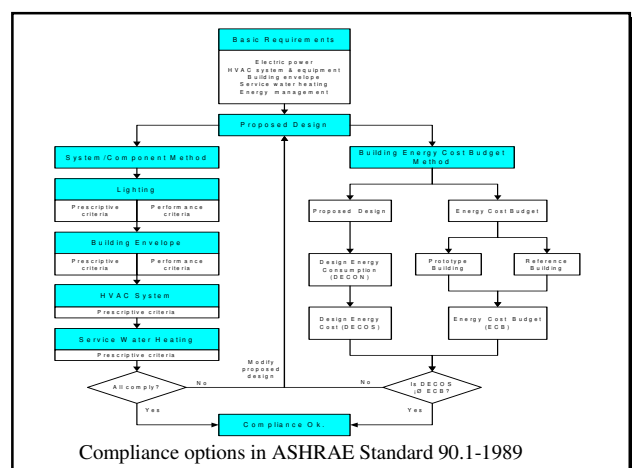 Basic Requirements
Electric power
HVAC system & equipment
Building envelope
Service water heating
Energy management
Proposed Design
System/Component Method
Lighting
Prescriptive criteria
Performance criteria
Building Envelope
Prescriptive criteria
Performance criteria
HVAC System
Prescriptive criteria
Service Water Heating
Prescriptive criteria
All comply?
No
Yes
Building Energy Cost Budget
Method
Proposed Design
Energy Cost Budget
Design Energy
Consumption
(DECON)
Prototype
Building
Reference
Building
Design Energy
Cost (DECOS)
Energy Cost Budget
(ECB)
Modify
proposed
design
No
Is DECOS
¡Ø ECB?
Yes
Compliance Ok.
Compliance options in ASHRAE Standard 90.1-1989